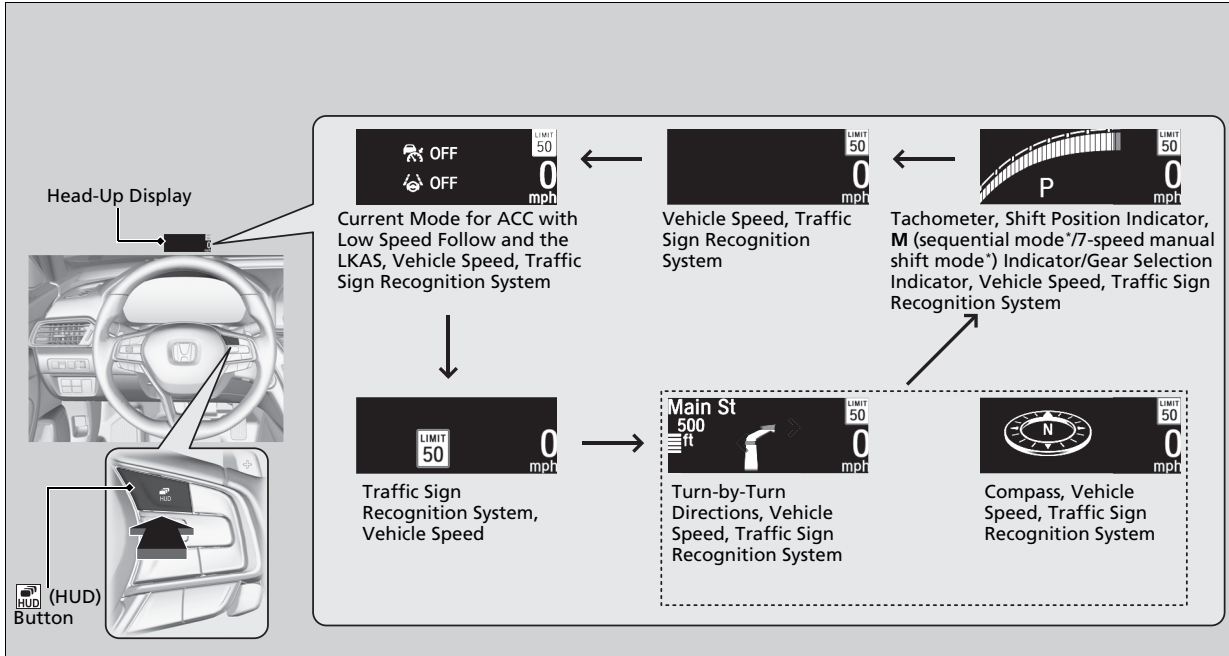 Head-Up Display
HUD
HUD
(HUD)
Button
OFF
OFF
LIMIT
50
0
mph
Current Mode for ACC with
Low Speed Follow and the
LKAS, Vehicle Speed, Traffic
Sign Recognition System
LIMIT
50
0
mph
Vehicle Speed, Traffic
Sign Recognition
System
P
LIMIT
50
0
mph
Tachometer, Shift Position Indicator,
M (sequential mode*/7-speed manual
shift mode*) Indicator/Gear Selection
Indicator, Vehicle Speed, Traffic Sign
Recognition System
LIMIT
50
0
mph
Traffic Sign
Recognition System,
Vehicle Speed
Main St
500
ft
LIMIT
50
0
mph
Turn-by-Turn
Directions, Vehicle
Speed, Traffic Sign
Recognition System
N
LIMIT
50
0
mph
Compass, Vehicle
Speed, Traffic Sign
Recognition System